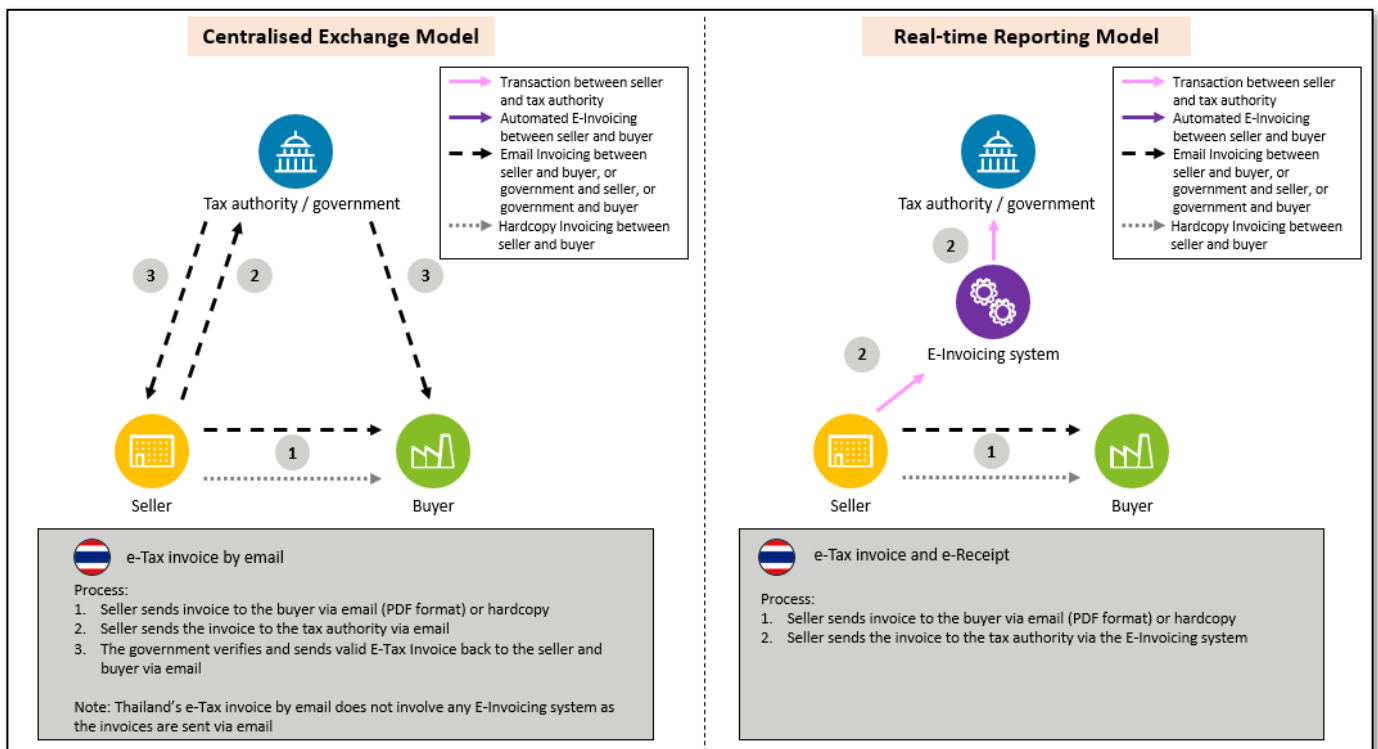 Centralised Exchange Model
Transaction between seller
and tax authority
Automated E-Invoicing
between seller and buyer
Email Invoicing between
seller and buyer, or
government and seller, or
government and buyer
Hardcopy Invoicing between
seller and buyer
Tax authority / government
3
2
3
1
Seller
Buyer
e-Tax invoice by email
Process:
1. Seller sends invoice to the buyer via email (PDF format) or hardcopy
2. Seller sends the invoice to the tax authority via email
3. The government verifies and sends valid E-Tax Invoice back to the seller and
buyer via email
Note: Thailand’s e-Tax invoice by email does not involve any E-Invoicing system as
the invoices are sent via email
Real-time Reporting Model
Transaction between seller
and tax authority
Automated E-Invoicing
between seller and buyer
Email Invoicing between
seller and buyer, or
government and seller, or
government and buyer
Hardcopy Invoicing between
seller and buyer
Tax authority / government
2
E-Invoicing system
2
1
Seller
Buyer
e-Tax invoice and e-Receipt
Process:
1. Seller sends invoice to the buyer via email (PDF format) or hardcopy
2. Seller sends the invoice to the tax authority via the E-Invoicing system